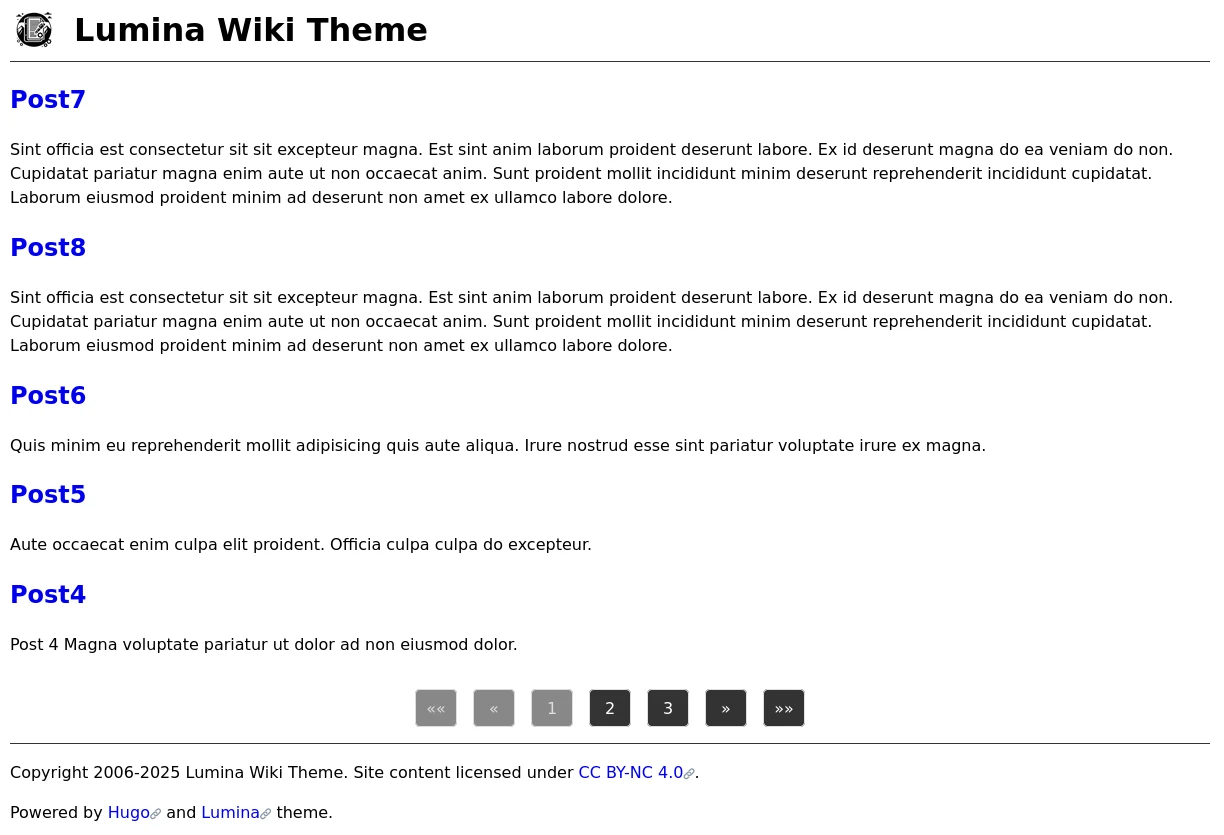 Lumina Wiki Theme
Post7
Sint officia est consectetur sit sit excepteur magna. Est sint anim laborum proident deserunt labore. Ex id deserunt magna do ea veniam do non.
Cupidatat pariatur magna enim aute ut non occaecat anim. Sunt proident mollit incididunt minim deserunt reprehenderit incididunt cupidatat.
Laborum eiusmod proident minim ad deserunt non amet ex ullamco labore dolore.
Post8
Sint officia est consectetur sit sit excepteur magna. Est sint anim laborum proident deserunt labore. Ex id deserunt magna do ea veniam do non.
Cupidatat pariatur magna enim aute ut non occaecat anim. Sunt proident mollit incididunt minim deserunt reprehenderit incididunt cupidatat.
Laborum eiusmod proident minim ad deserunt non amet ex ullamco labore dolore.
Post6
Quis minim eu reprehenderit mollit adipisicing quis aute aliqua. Irure nostrud esse sint pariatur voluptate irure ex magna.
Post5
Aute occaecat enim culpa elit proident. Officia culpa culpa do excepteur.
Post4
Post 4 Magna voluptate pariatur ut dolor ad non eiusmod dolor.
«« « 1 2 3 » »»
Copyright 2006-2025 Lumina Wiki Theme. Site content licensed under CC BY-NC 4.0.
Powered by Hugo and Lumina theme.